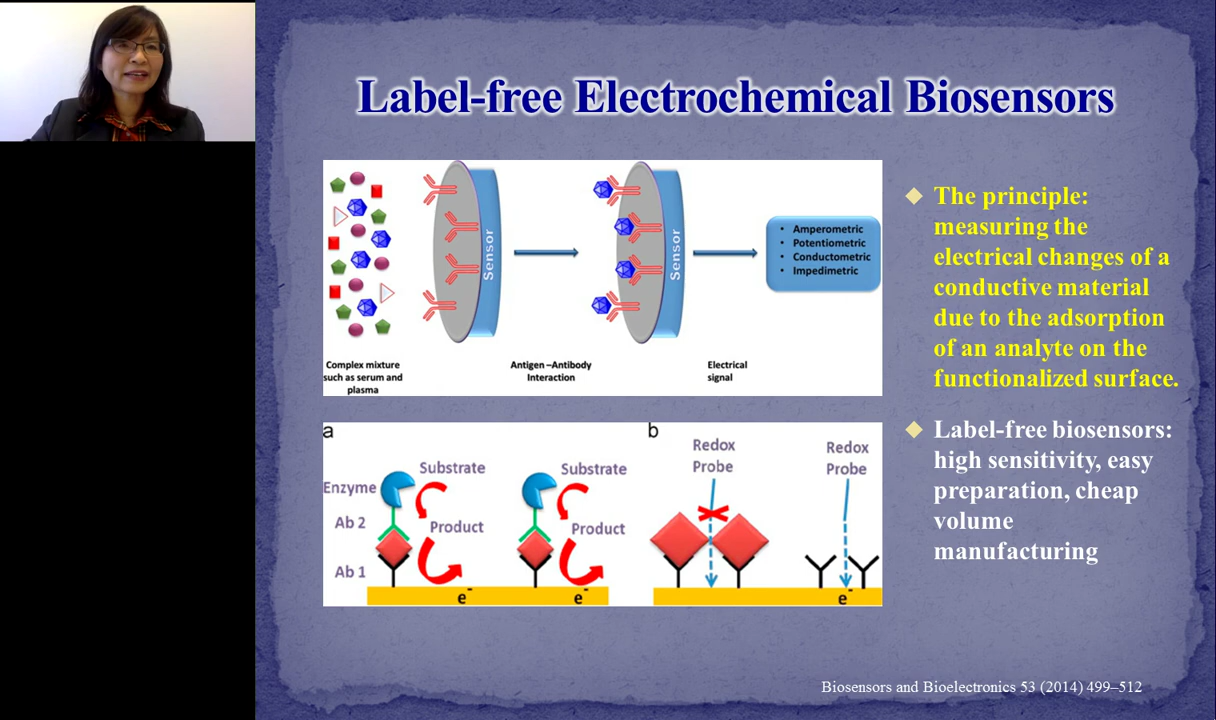 Label-free Electrochemical Biosensors
Sensor
Sensor
• Amperometric
• Potentiometric
• Conductometric
• Impedimetric
Complex mixture
such as serum and
plasma
Antigen –Antibody
Interaction
Electrical
signal
The principle:
measuring the
electrical changes of a
conductive material
due to the adsorption
of an analyte on the
functionalized surface.
Label-free biosensors:
high sensitivity, easy
preparation, cheap
volume
manufacturing
a
Substrate
Enzyme
Ab 2
Product
Ab 1
e-
Substrate
Product
e-
b
Redox
Probe
Redox
Probe
e-
Biosensors and Bioelectronics 53 (2014) 499–512